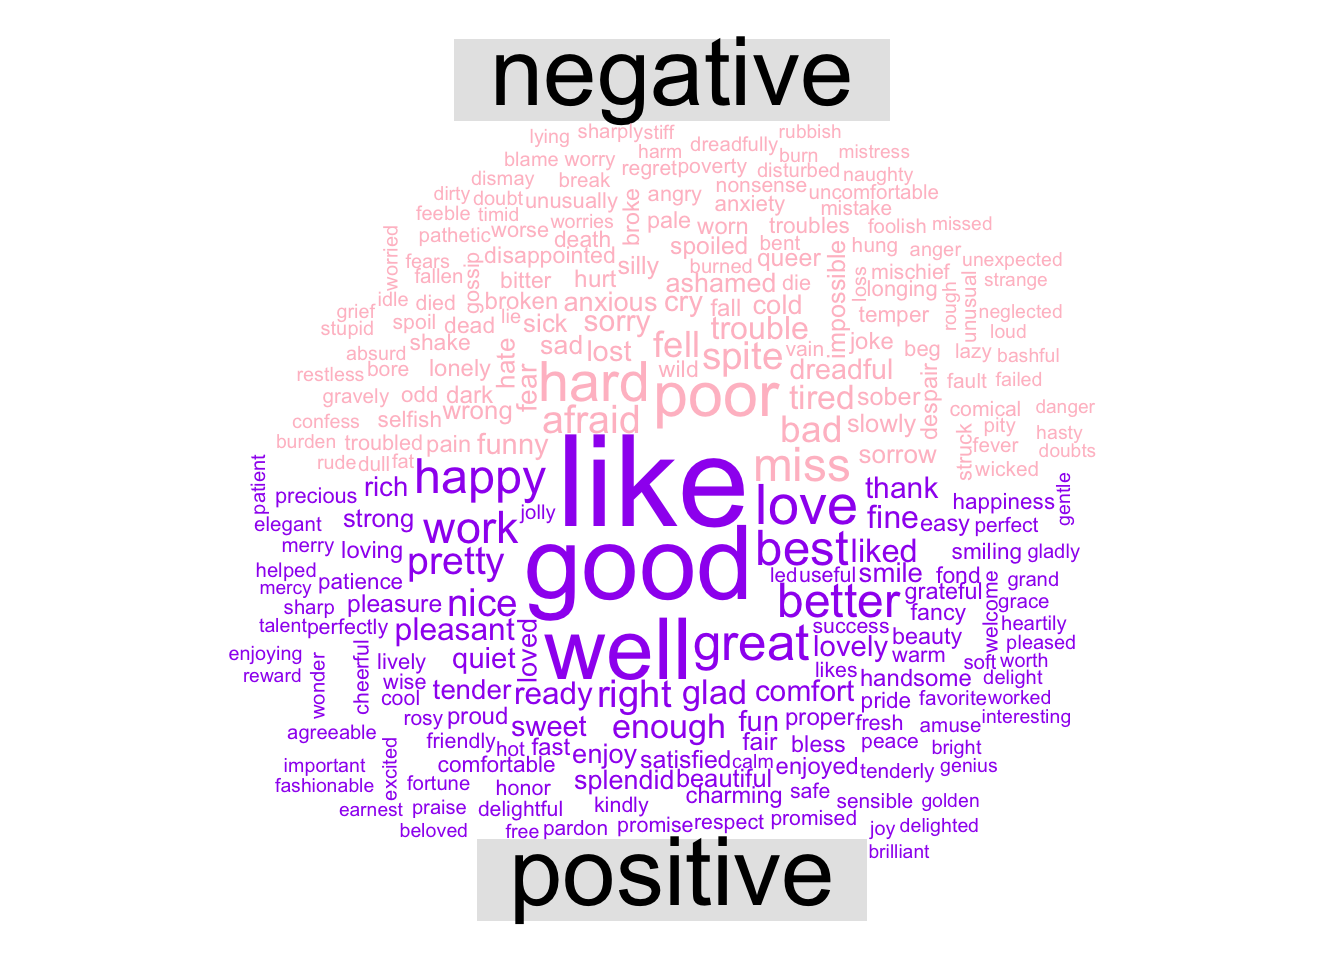 negative
lying sharply stiff rubbish
blame worry harm dreadfully burn mistress
dismay break regret poverty disturbed naughty
dirty doubt unusually broke angry nonsense uncomfortable
feeble timid worries pale anxiety mistake
pathetic worse death worn troubles foolish missed
worried fears disappointed spoiled bent hung anger unexpected
fallen gossip bitter hurt silly burned queer impossible loss mischief unusual strange
idle died broken anxious cry ashamed die longing rough neglected
grief spoil dead lie sick sorry fall cold temper loud
stupid shake hate sad lost fell trouble vain joke beg lazy bashful
absurd bore lonely fear hard wild spite dreadful despair fault failed
restless odd dark poor tired sober comical danger
gravely selfish wrong afraid bad slowly pity hasty
confess troubled pain funny miss sorrow struck fever doubts
burden rude dull fat wicked
patient precious rich happy like love thank happiness gentle
elegant strong work jolly fine easy perfect
merry loving pretty good best liked smiling gladly
helped patience led useful smile fond grand
mercy sharp pleasure nice better grateful welcome grace
talent perfectly pleasant loved well great success fancy heartily
enjoying lively quiet lovely beauty pleased
reward wonder cheerful wise likes warm soft worth
cool tender ready right glad comfort handsome delight
rosy proud sweet enough fun proper pride favorite worked
agreeable friendly hot fast fair fresh amuse interesting
important excited comfortable enjoy satisfied calm bless peace bright
fashionable fortune honor splendid beautiful enjoyed tenderly genius
earnest praise delightful kindly charming safe sensible golden
beloved free pardon promise respect promised joy delighted
brilliant
positive